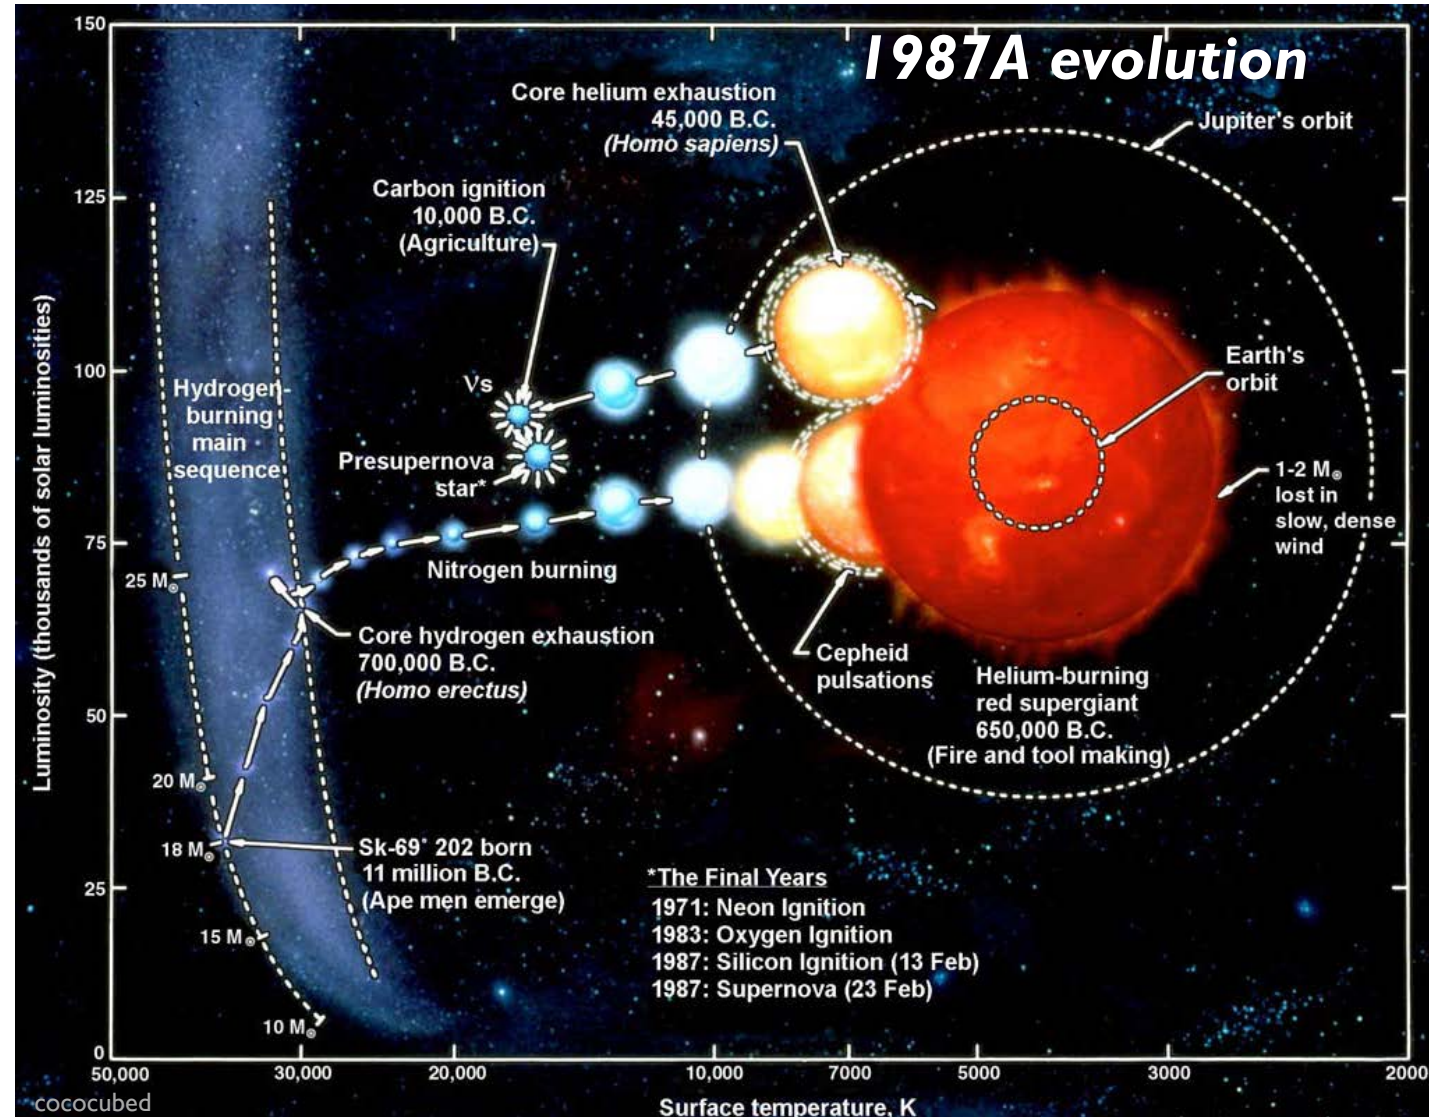 1987A evolution
150
125
100
75
50
25
0
Luminosity (thousands of solar luminosities)
Core helium exhaustion
45,000 B.C.
(Homo sapiens)
Jupiter's orbit
Carbon ignition
10,000 B.C.
(Agriculture)
Hydrogen-
burning
main
sequence
νs
Presupernova
star*
Earth's
orbit
1-2 M⊙
lost in
slow, dense
wind
25 M⊙
Nitrogen burning
Core hydrogen exhaustion
700,000 B.C.
(Homo erectus)
Cepheid
pulsations
Helium-burning
red supergiant
650,000 B.C.
(Fire and tool making)
20 M⊙
18 M⊙
Sk-69° 202 born
11 million B.C.
(Ape men emerge)
15 M⊙
10 M⊙
*The Final Years
1971: Neon Ignition
1983: Oxygen Ignition
1987: Silicon Ignition (13 Feb)
1987: Supernova (23 Feb)
50,000
30,000
20,000
10,000
7000
5000
3000
2000
Surface temperature, K
cococubed